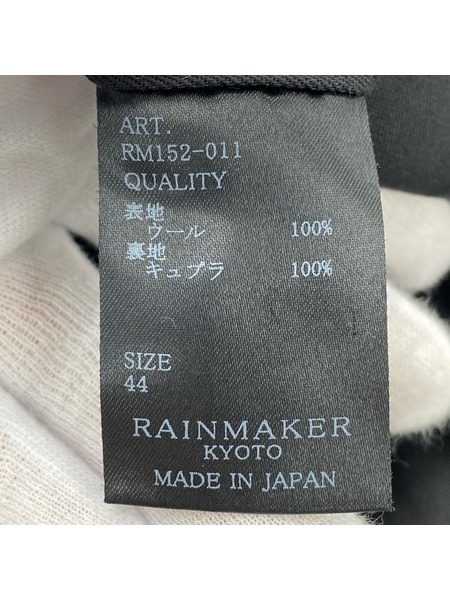 ART.
RM152-011
QUALITY
表地
ウール 100%
裏地
キュプラ 100%
SIZE
44
RAINMAKER
KYOTO
MADE IN JAPAN